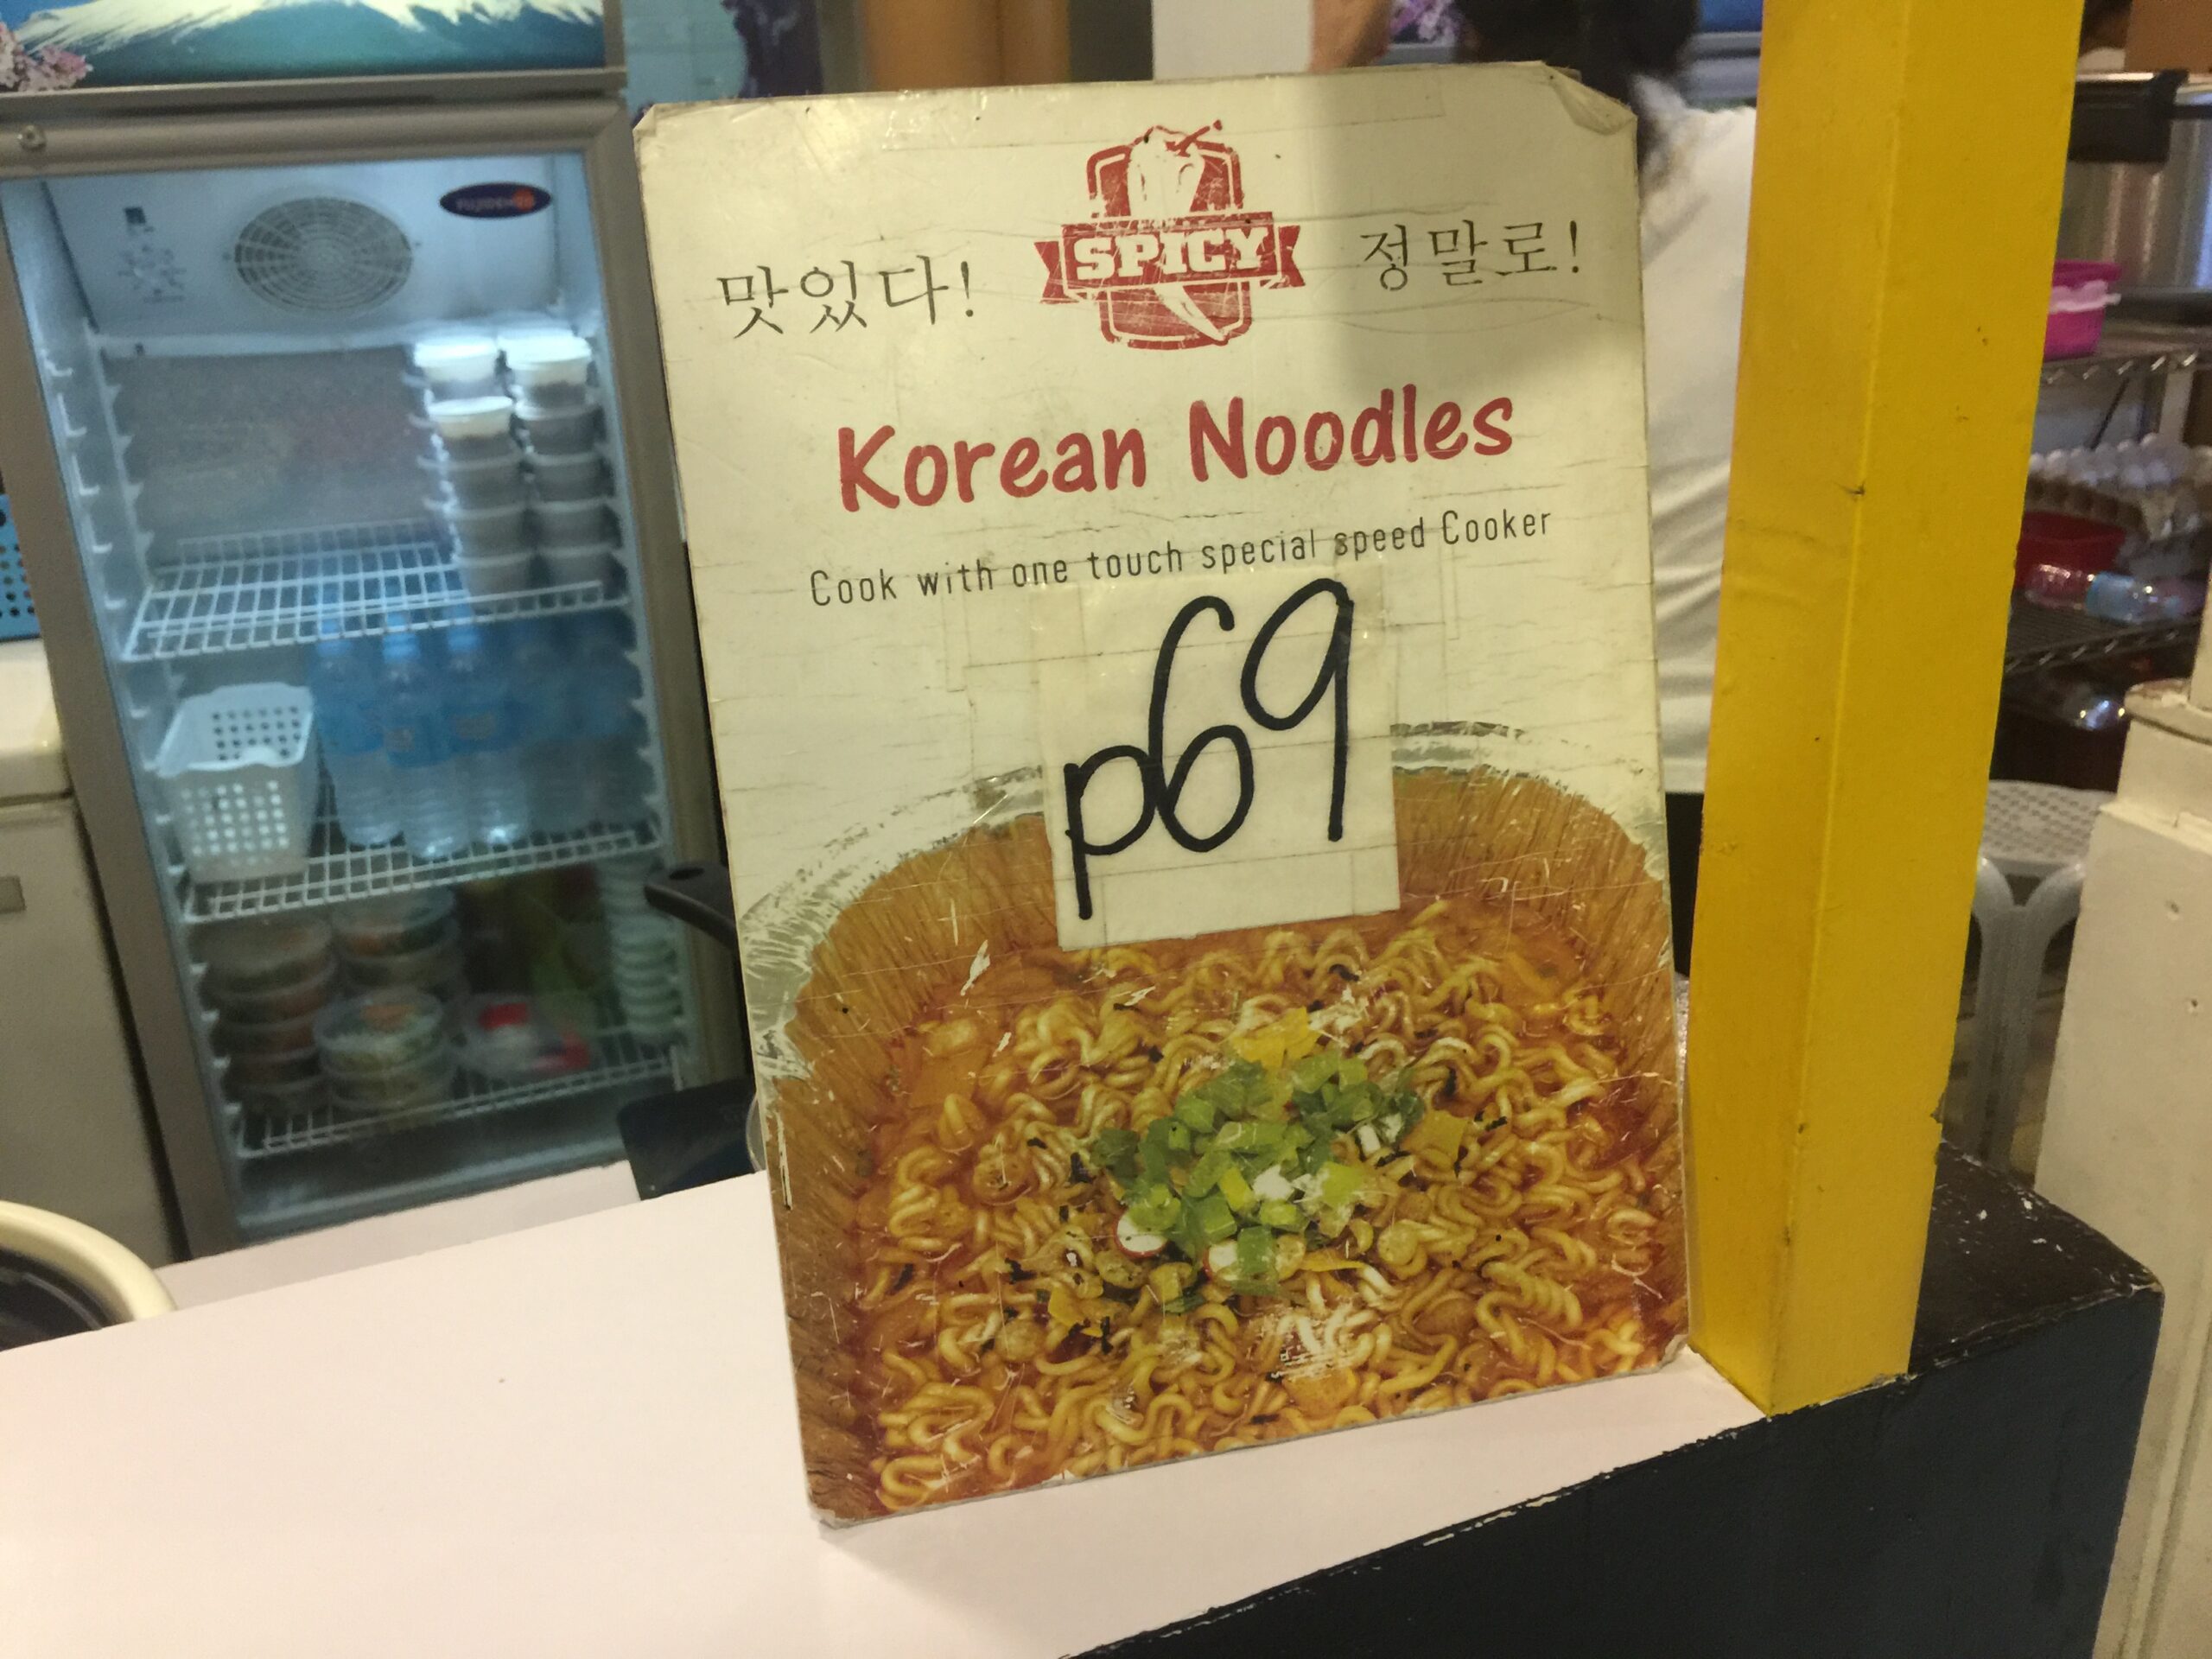 맛있다!
SPICY
정말로!
Korean Noodles
Cook with one touch special speed Cooker
p69